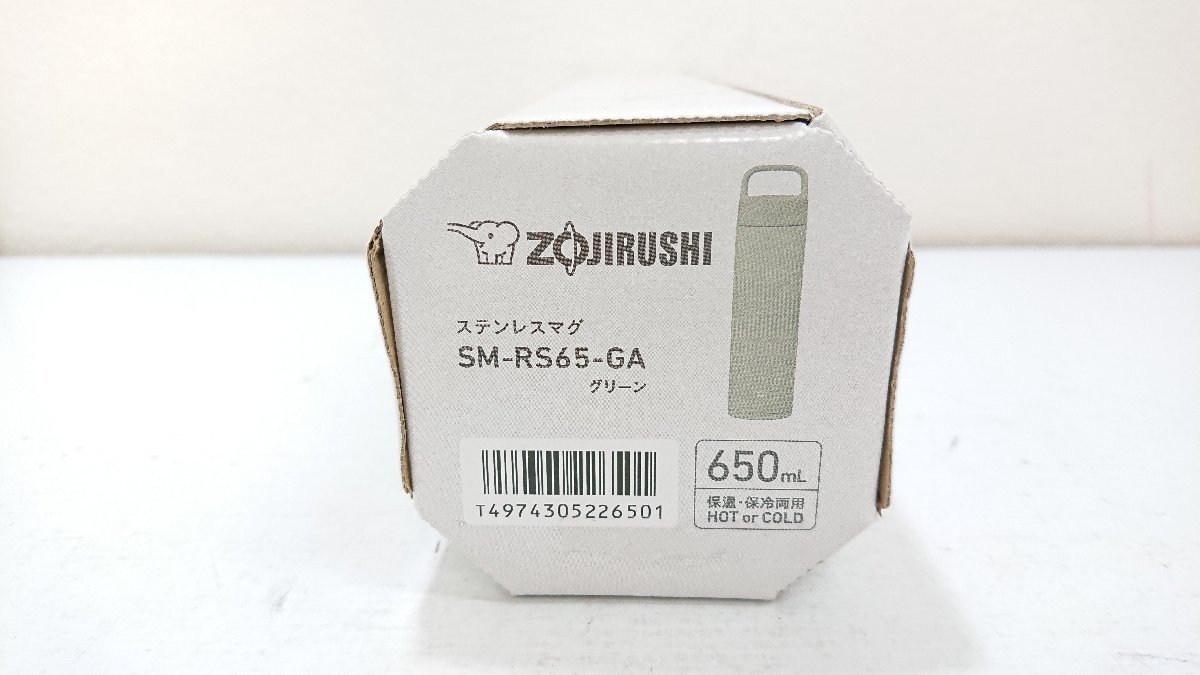 ZOJIRUSHI
ステンレスマグ
SM-RS65-GA
グリーン
T4974305226501
650mL
保温・保冷両用
HOT or COLD